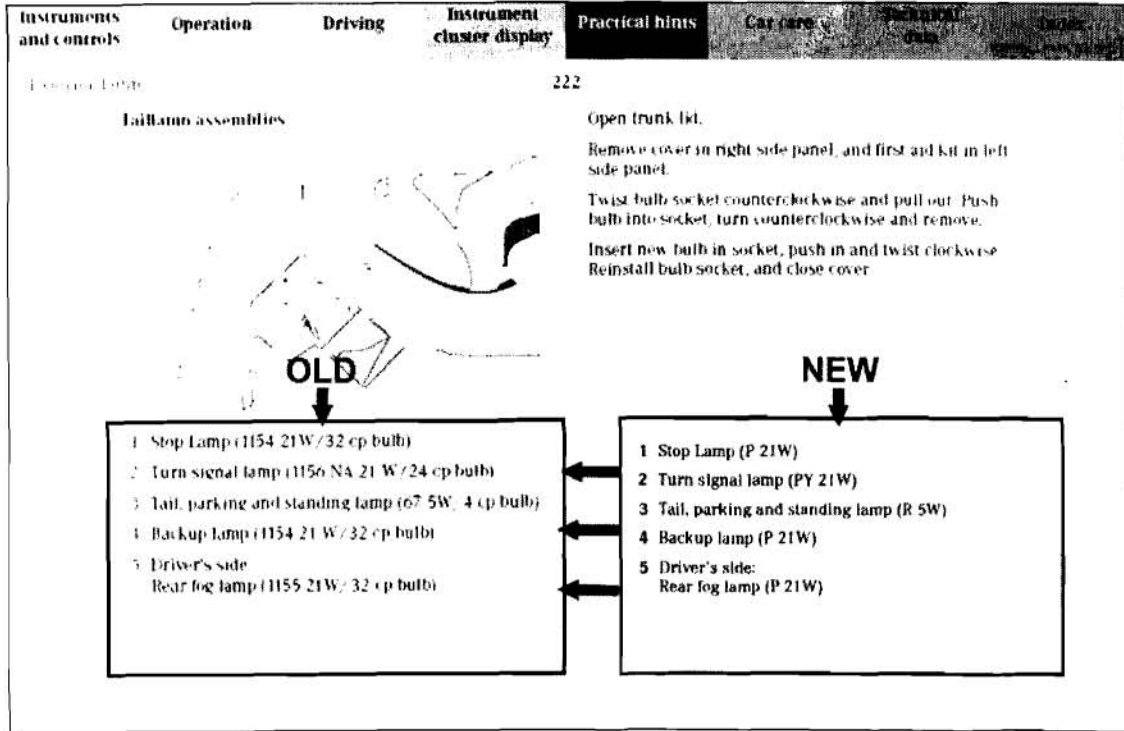 Instruments and controls
Operation
Driving
Instrument cluster display
Practical hints
Car care
Technical data
Index
222
Taillamp assemblies
Open trunk lid.
Remove cover in right side panel, and first aid kit in left
side panel.
Twist bulb socket counterclockwise and pull out. Push
bulb into socket, turn counterclockwise and remove.
Insert new bulb in socket, push in and twist clockwise
Reinstall bulb socket, and close cover
OLD
NEW
1 Stop Lamp (1154 21W/32 cp bulb)
2 Turn signal lamp (1156 NA 21 W/24 cp bulb)
3 Tail, parking and standing lamp (67 5W, 4 cp bulb)
4 Backup lamp (1154 21 W/32 cp bulb)
5 Driver's side
Rear fog lamp (1155 21W/ 32 cp bulb)
1 Stop Lamp (P 21W)
2 Turn signal lamp (PY 21W)
3 Tail, parking and standing lamp (R 5W)
4 Backup lamp (P 21W)
5 Driver's side:
Rear fog lamp (P 21W)